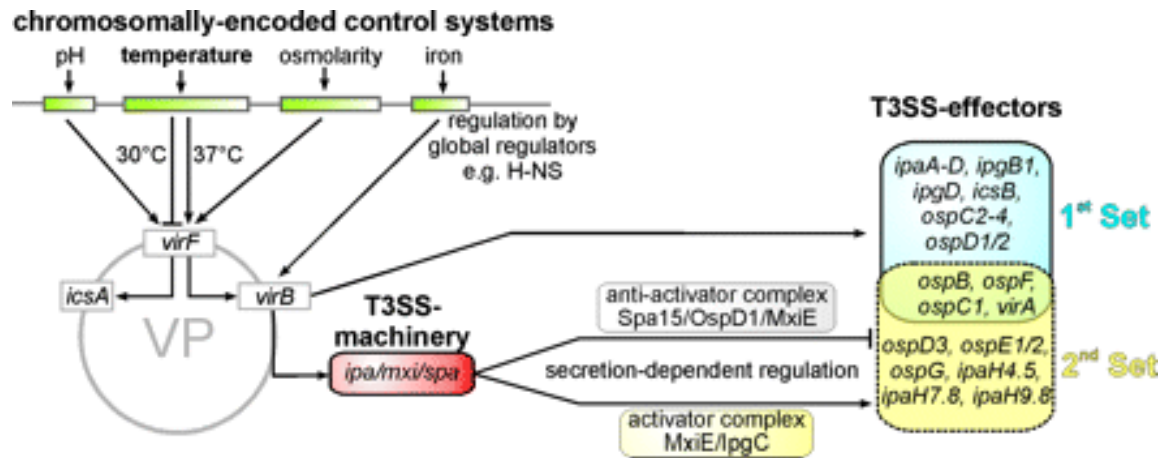 chromosomally-encoded control systems
pH temperature osmolarity iron
regulation by
global regulators
e.g. H-NS
30°C 37°C
virF
icsA
virB
VP
T3SS-
machinery
ipa/mxi/spa
anti-activator complex
Spa15/OspD1/MxiE
secretion-dependent regulation
activator complex
MxiE/IpgC
T3SS-effectors
ipaA-D, ipgB1,
ipgD, icsB,
ospC2-4,
ospD1/2
1st Set
ospB, ospF,
ospC1, virA
ospD3, ospE1/2,
ospG, ipaH4.5,
ipaH7.8, ipaH9.8
2nd Set